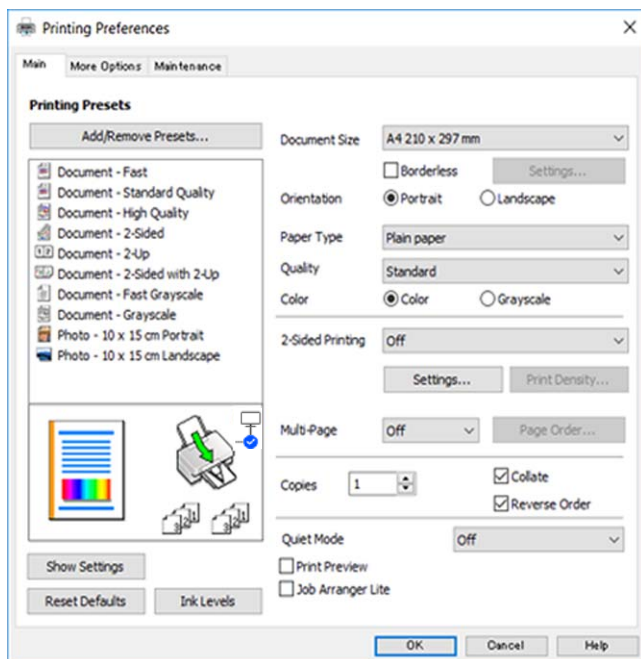 Printing Preferences
Main More Options Maintenance
Printing Presets
Add/Remove Presets...
Document - Fast
Document - Standard Quality
Document - High Quality
Document - 2-Sided
Document - 2-Up
Document - 2-Sided with 2-Up
Document - Fast Grayscale
Document - Grayscale
Photo - 10 x 15 cm Portrait
Photo - 10 x 15 cm Landscape
Show Settings
Reset Defaults Ink Levels
Document Size A4 210 x 297 mm
Borderless Settings...
Orientation Portrait Landscape
Paper Type Plain paper
Quality Standard
Color Color Grayscale
2-Sided Printing Off
Settings... Print Density...
Multi-Page Off Page Order...
Copies 1 Collate
Reverse Order
Quiet Mode Off
Print Preview
Job Arranger Lite
OK Cancel Help